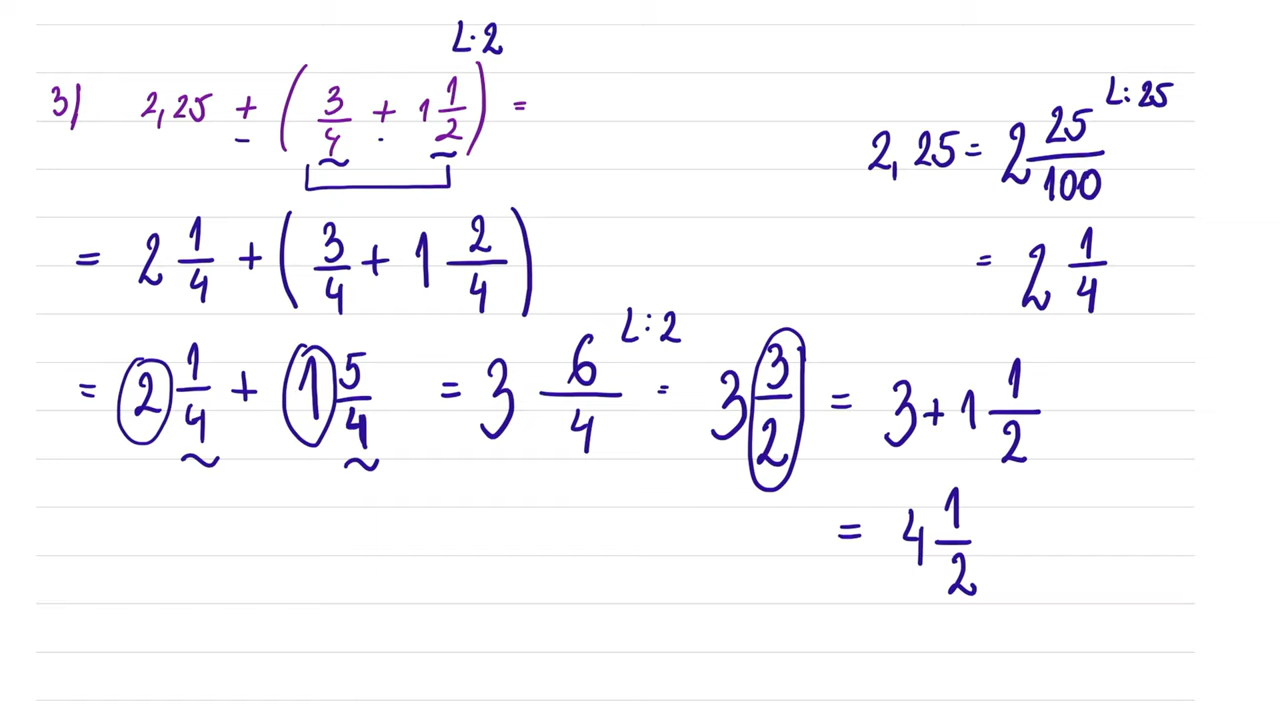 L·2
3) 2,25 + (3/4 + 1 1/2) =
2,25 = 2 25/100 L:25
= 2 1/4 + (3/4 + 1 2/4)
= 2 1/4
L:2
= 2 1/4 + 1 5/4 = 3 6/4 = 3 3/2 = 3 + 1 1/2
= 4 1/2